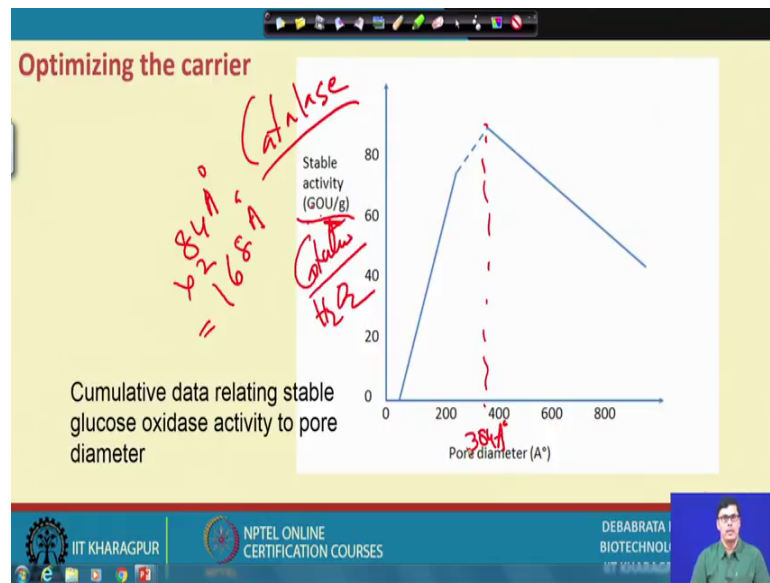 Optimizing the carrier
Catalase
84 A°
x 2
= 168 A°
Stable
activity
(GOU/g)
H2O2
80
60
40
20
0
0 200 400 600 800
Pore diameter (A°)
Cumulative data relating stable
glucose oxidase activity to pore
diameter
IIT KHARAGPUR
NPTEL ONLINE
CERTIFICATION COURSES
DEBABRATA
BIOTECHNOL
IIT KHARAG